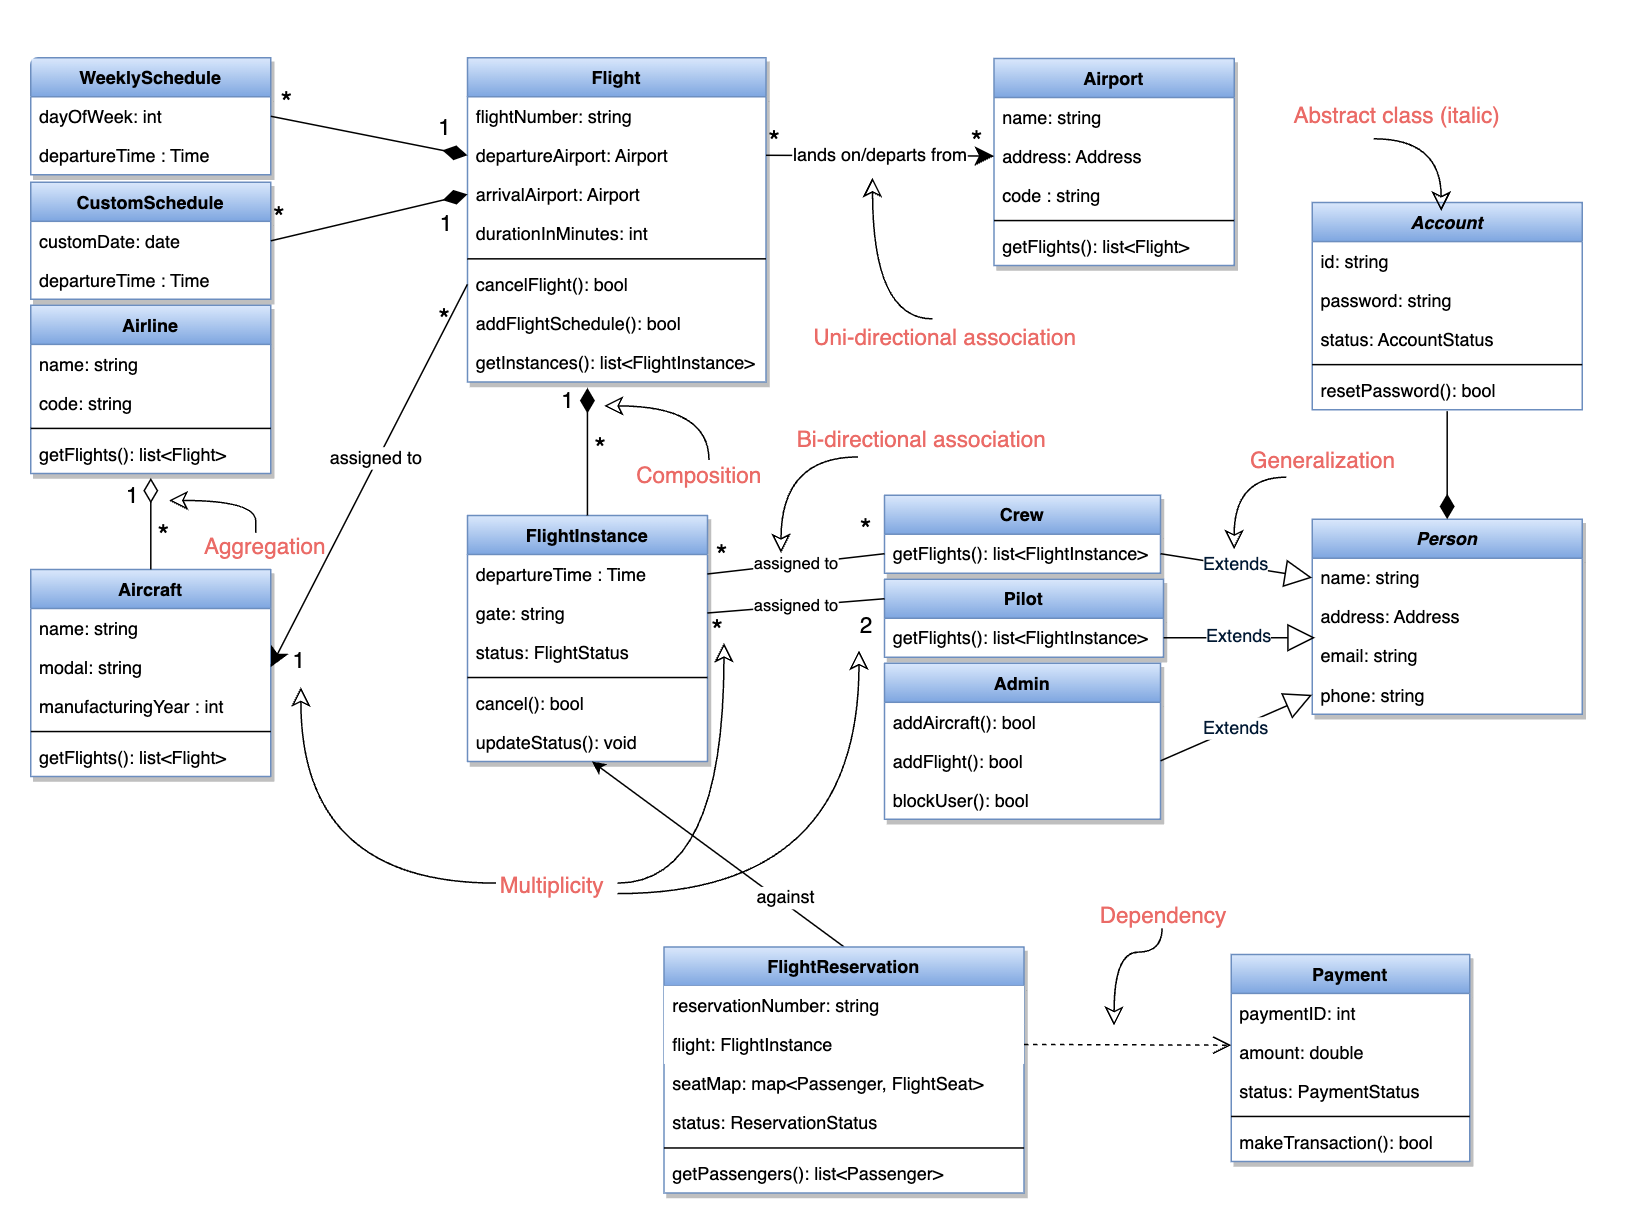 WeeklySchedule
dayOfWeek: int
departureTime : Time
*
1
CustomSchedule
customDate: date
departureTime : Time
*
1
Flight
flightNumber: string
departureAirport: Airport
arrivalAirport: Airport
durationInMinutes: int
cancelFlight(): bool
addFlightSchedule(): bool
getInstances(): list<FlightInstance>
*
lands on/departs from
*
Airport
name: string
address: Address
code : string
getFlights(): list<Flight>
Uni-directional association
Abstract class (italic)
Account
id: string
password: string
status: AccountStatus
resetPassword(): bool
Airline
name: string
code: string
getFlights(): list<Flight>
1
*
Aggregation
*
assigned to
1
Aircraft
name: string
modal: string
manufacturingYear : int
getFlights(): list<Flight>
1
*
Composition
FlightInstance
departureTime : Time
gate: string
status: FlightStatus
cancel(): bool
updateStatus(): void
Bi-directional association
*
assigned to
*
*
assigned to
2
Crew
getFlights(): list<FlightInstance>
Pilot
getFlights(): list<FlightInstance>
Admin
addAircraft(): bool
addFlight(): bool
blockUser(): bool
Generalization
Extends
Extends
Extends
Person
name: string
address: Address
email: string
phone: string
Multiplicity
against
FlightReservation
reservationNumber: string
flight: FlightInstance
seatMap: map<Passenger, FlightSeat>
status: ReservationStatus
getPassengers(): list<Passenger>
Dependency
Payment
paymentID: int
amount: double
status: PaymentStatus
makeTransaction(): bool